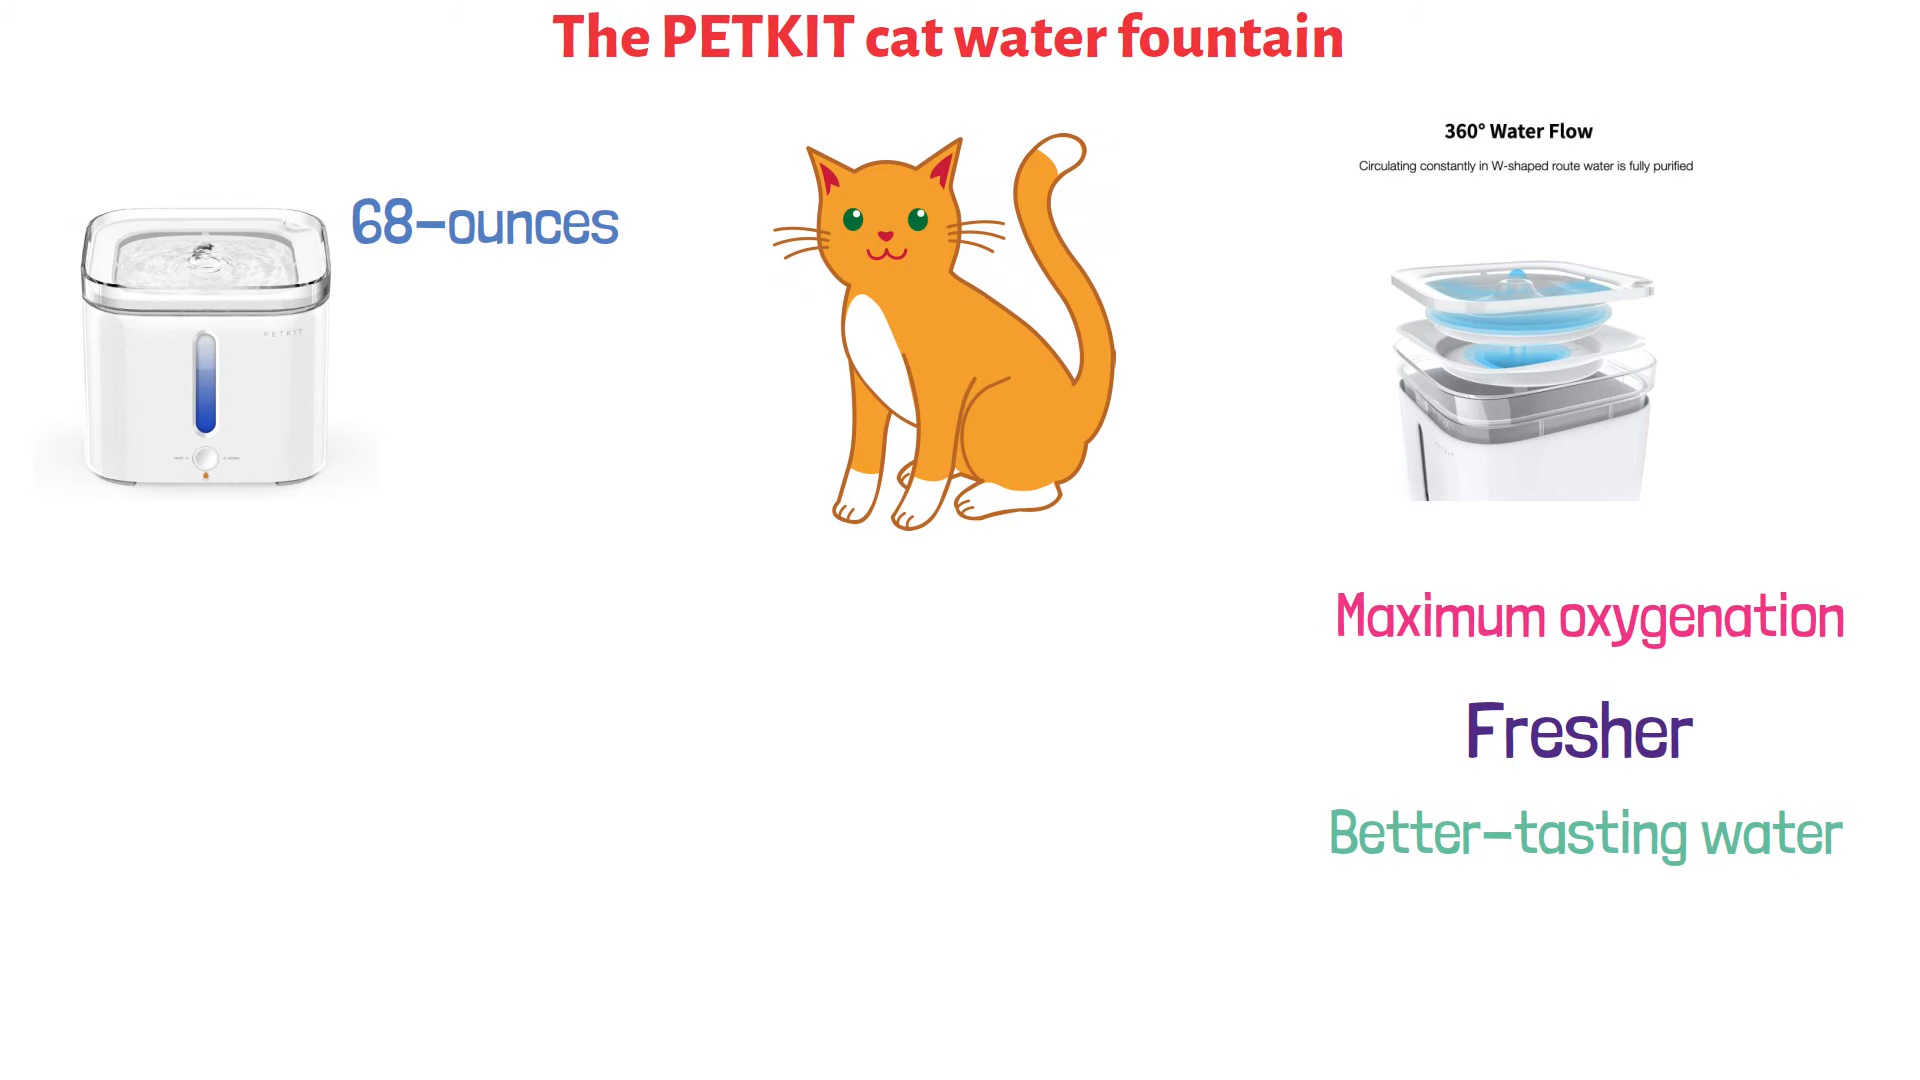 The PETKIT cat water fountain
68-ounces
PETKIT
360° Water Flow
Circulating constantly in W-shaped route water is fully purified
Maximum oxygenation
Fresher
Better-tasting water